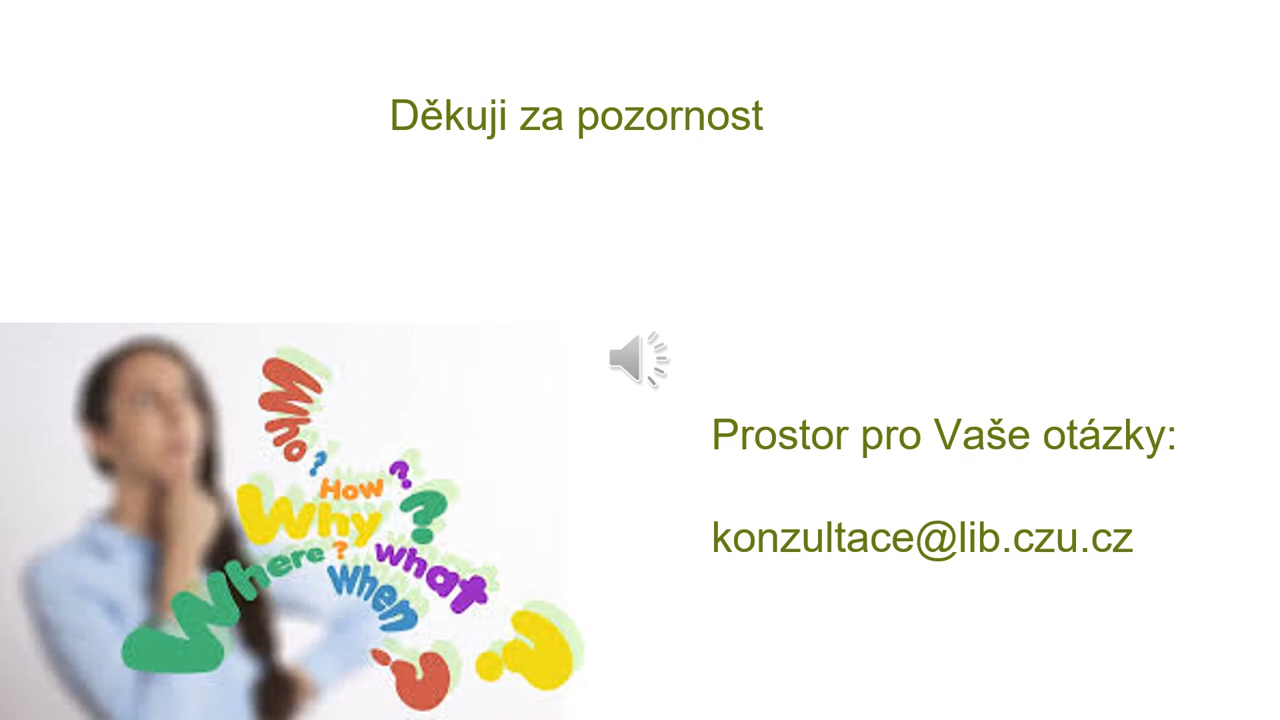 Děkuji za pozornost
Who
?
How
?
Why
?
Where
?
what
When
?
?
Prostor pro Vaše otázky:
konzultace@lib.czu.cz